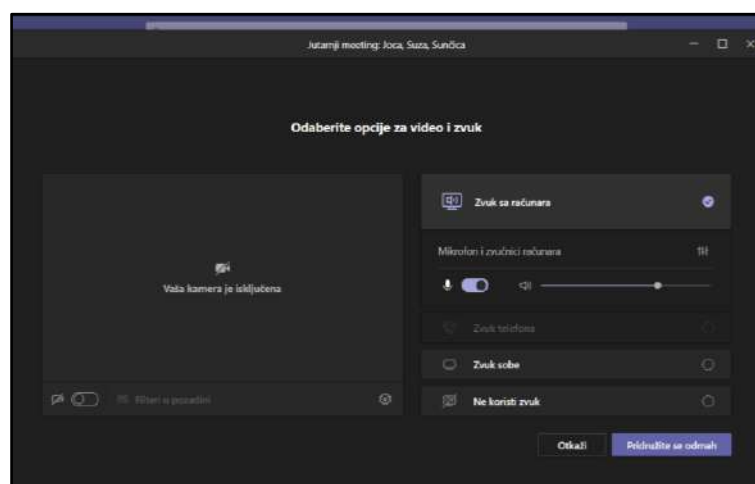 Jutarnji meeting: Joca, Suza, Sunčica
Odaberite opcije za video i zvuk
Vaša kamera je isključena
Filteri u pozadini
Zvuk sa računara
Mikrofon i zvučnici računara
Zvuk telefona
Zvuk sobe
Ne koristi zvuk
Otkaži
Pridružite se odmah